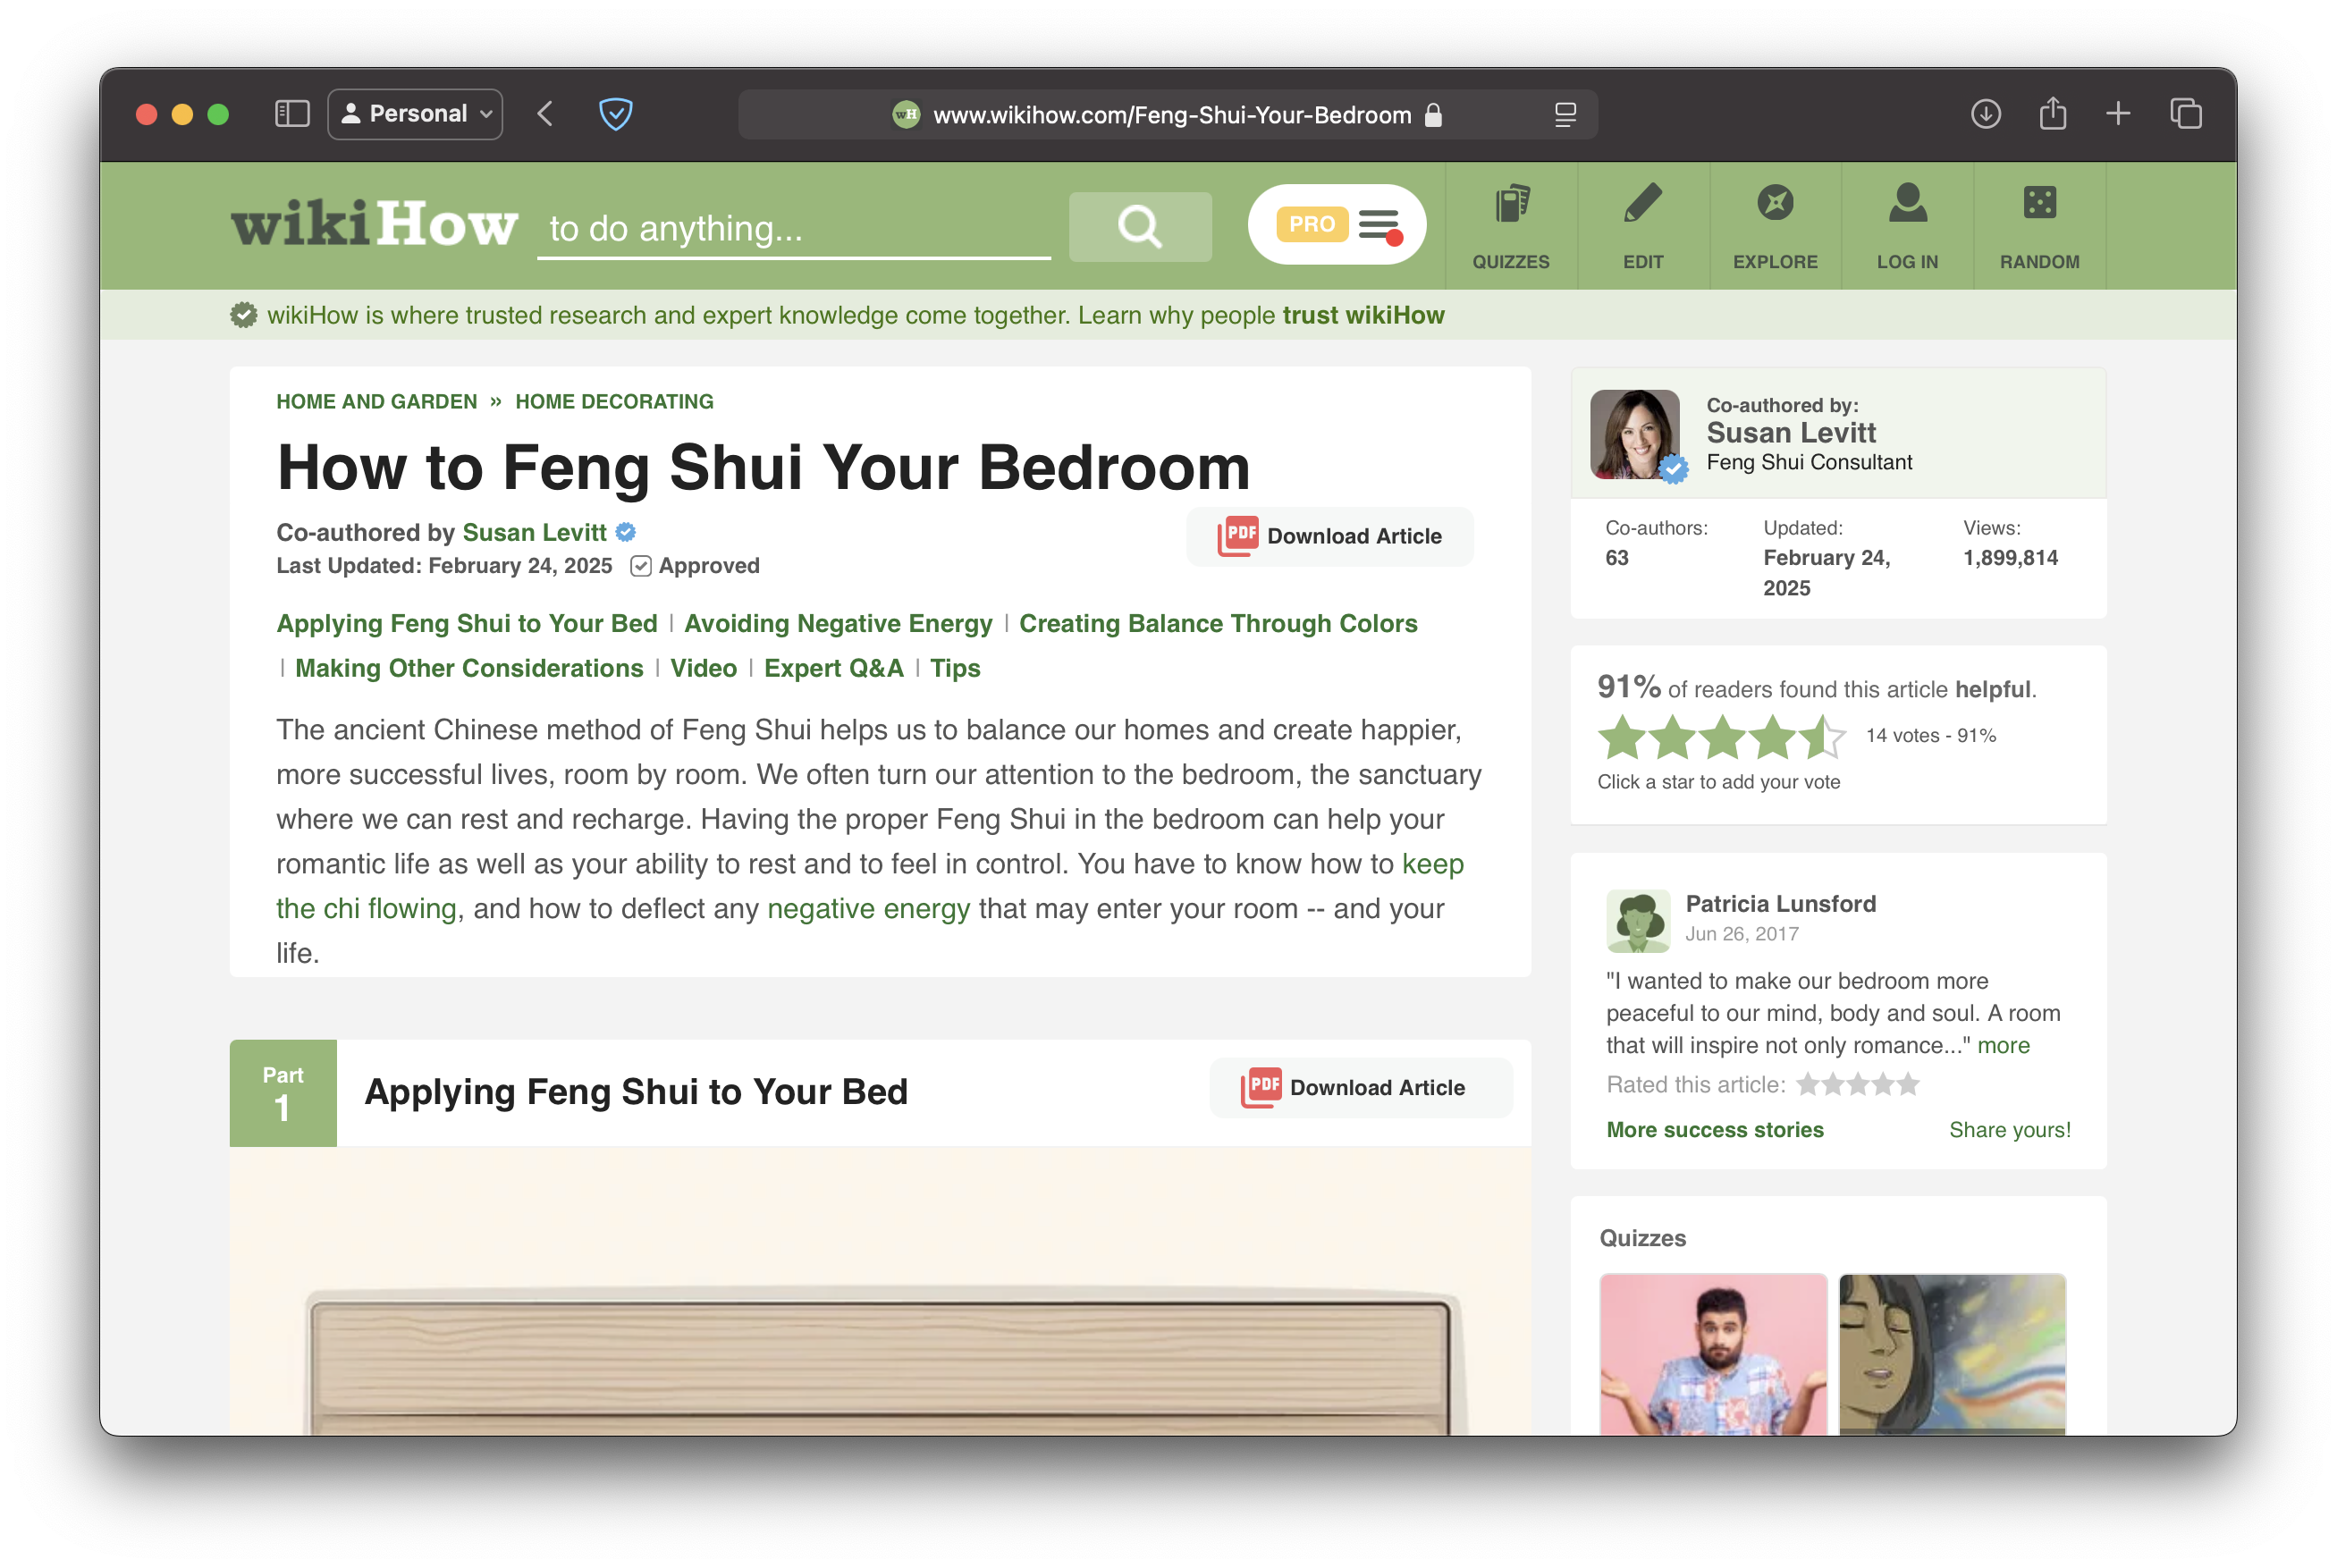 Personal
www.wikihow.com/Feng-Shui-Your-Bedroom
wikiHow to do anything...
PRO
QUIZZES
EDIT
EXPLORE
LOG IN
RANDOM
wikiHow is where trusted research and expert knowledge come together. Learn why people trust wikiHow
HOME AND GARDEN » HOME DECORATING
How to Feng Shui Your Bedroom
Co-authored by Susan Levitt
Last Updated: February 24, 2025 Approved
PDF Download Article
Applying Feng Shui to Your Bed | Avoiding Negative Energy | Creating Balance Through Colors
| Making Other Considerations | Video | Expert Q&A | Tips
The ancient Chinese method of Feng Shui helps us to balance our homes and create happier,
more successful lives, room by room. We often turn our attention to the bedroom, the sanctuary
where we can rest and recharge. Having the proper Feng Shui in the bedroom can help your
romantic life as well as your ability to rest and to feel in control. You have to know how to keep
the chi flowing, and how to deflect any negative energy that may enter your room -- and your
life.
Part
1
Applying Feng Shui to Your Bed
PDF Download Article
Co-authored by:
Susan Levitt
Feng Shui Consultant
Co-authors:
63
Updated:
February 24,
2025
Views:
1,899,814
91% of readers found this article helpful.
14 votes - 91%
Click a star to add your vote
Patricia Lunsford
Jun 26, 2017
"I wanted to make our bedroom more
peaceful to our mind, body and soul. A room
that will inspire not only romance..." more
Rated this article:
More success stories
Share yours!
Quizzes